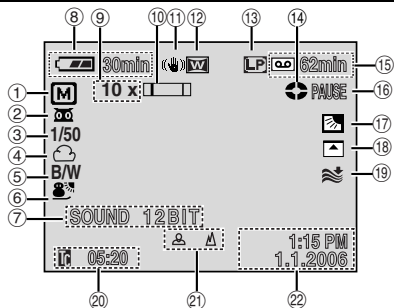 ⑧ ⑨ ⑩ ⑪ ⑫ ⑬ ⑭
30min W LP 62min ⑮
10 x PAUSE ⑯
① M
②
③ 1/50
④
⑤ B/W
⑥
⑦ SOUND 12BIT
⑰
⑱
⑲
1:15 PM
05:20 1.1.2006
⑳ ㉑ ㉒